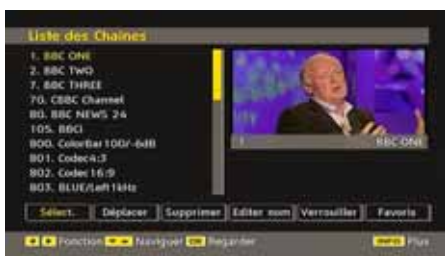 Liste des Chaînes
1. BBC ONE
2. BBC TWO
7. BBC THREE
70. CBBC Channel
80. BBC NEWS 24
105. BBCi
800. ColorBar100/-6dB
801. Codec4:3
802. Codec16:9
803. BLUE/Left1kHz
1 BBC ONE
Sélect. Déplacer Supprimer Editer nom Verrouiller Favoris
Fonction Naviguer OK Regarder INFO Plus